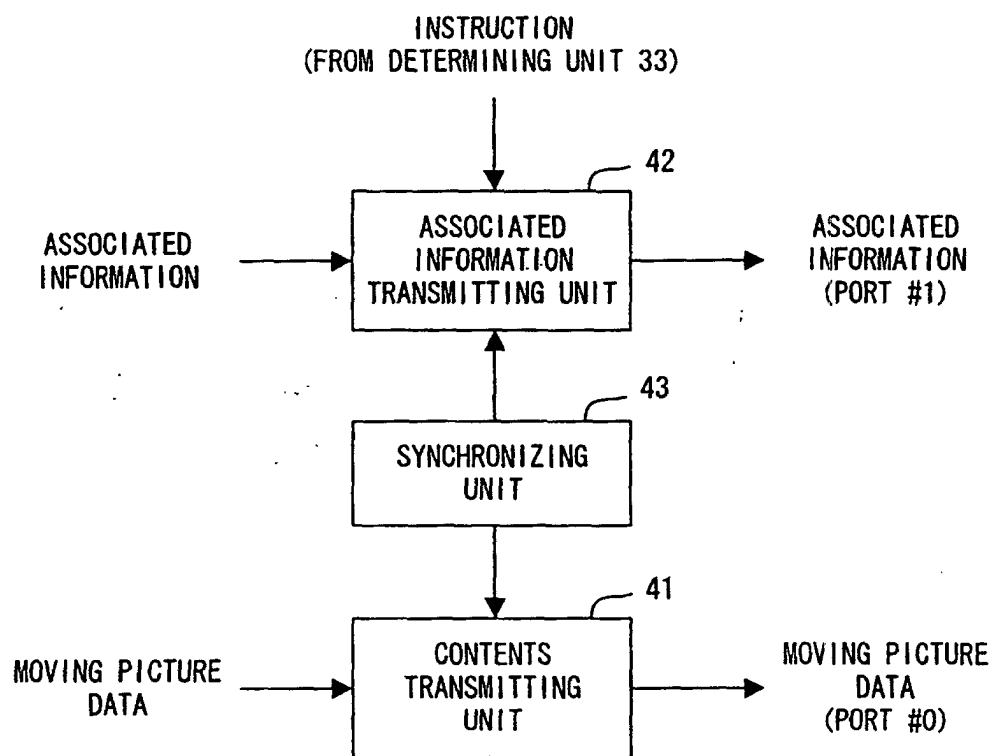 INSTRUCTION
(FROM DETERMINING UNIT 33)
42
ASSOCIATED
INFORMATION
ASSOCIATED
INFORMATION
TRANSMITTING UNIT
ASSOCIATED
INFORMATION
(PORT #1)
43
SYNCHRONIZING
UNIT
41
MOVING PICTURE
DATA
CONTENTS
TRANSMITTING
UNIT
MOVING PICTURE
DATA
(PORT #0)